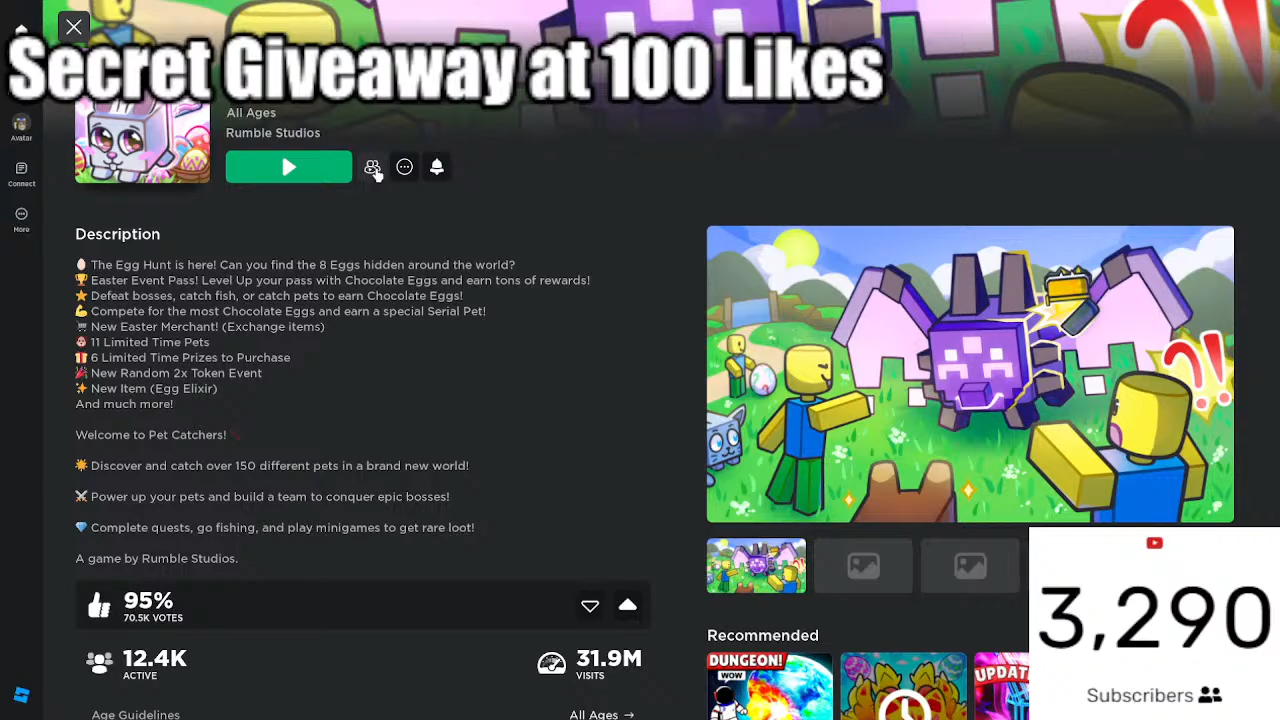 Secret Giveaway at 100 Likes
All Ages
Rumble Studios
Avatar
Connect
More
Description
The Egg Hunt is here! Can you find the 8 Eggs hidden around the world?
Easter Event Pass! Level Up your pass with Chocolate Eggs and earn tons of rewards!
Defeat bosses, catch fish, or catch pets to earn Chocolate Eggs!
Compete for the most Chocolate Eggs and earn a special Serial Pet!
New Easter Merchant! (Exchange items)
11 Limited Time Pets
6 Limited Time Prizes to Purchase
New Random 2x Token Event
New Item (Egg Elixir)
And much more!
Welcome to Pet Catchers!
Discover and catch over 150 different pets in a brand new world!
Power up your pets and build a team to conquer epic bosses!
Complete quests, go fishing, and play minigames to get rare loot!
A game by Rumble Studios.
95%
70.5K VOTES
12.4K
ACTIVE
31.9M
VISITS
Age Guidelines
All Ages →
?!
Recommended
DUNGEON!
WOW
UPDAT
3,290
Subscribers